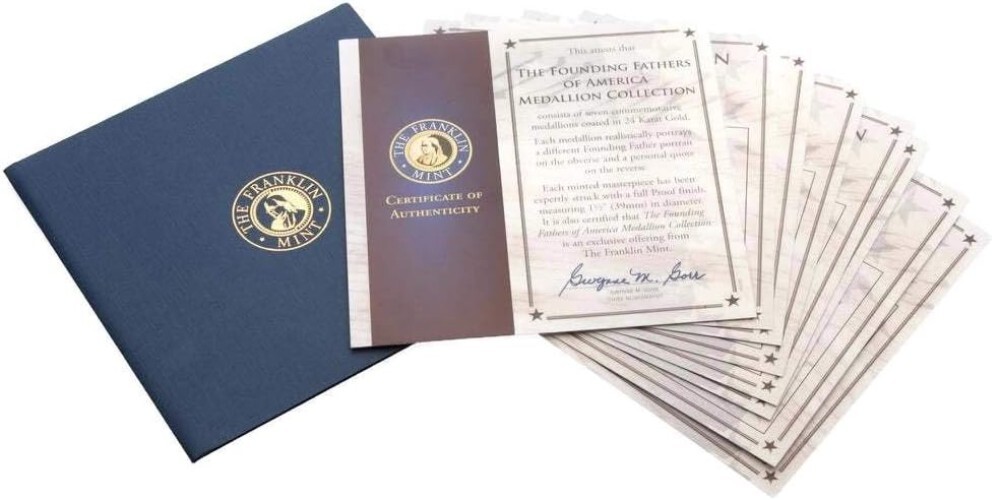 THE FRANKLIN
MINT
THE FRANKLIN
MINT
CERTIFICATE OF
AUTHENTICITY
This attests that
THE FOUNDING FATHERS
OF AMERICA
MEDALLION COLLECTION
consists of seven commemorative
medallions coated in 24 Karat Gold.
Each medallion realistically portrays
a different Founding Father portrait
on the obverse and a personal quote
on the reverse.
Each minted masterpiece has been
expertly struck with a full Proof finish,
measuring 1½" (39mm) in diameter.
It is also certified that The Founding
Fathers of America Medallion Collection
is an exclusive offering from
The Franklin Mint.
Gwynne M. Gorr
GWYNNE M. GORR
N
N